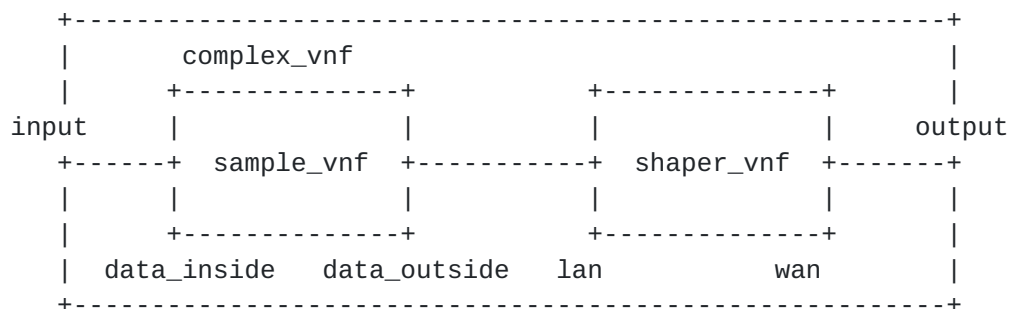 complex_vnf
input output
sample_vnf shaper_vnf
data_inside data_outside lan wan